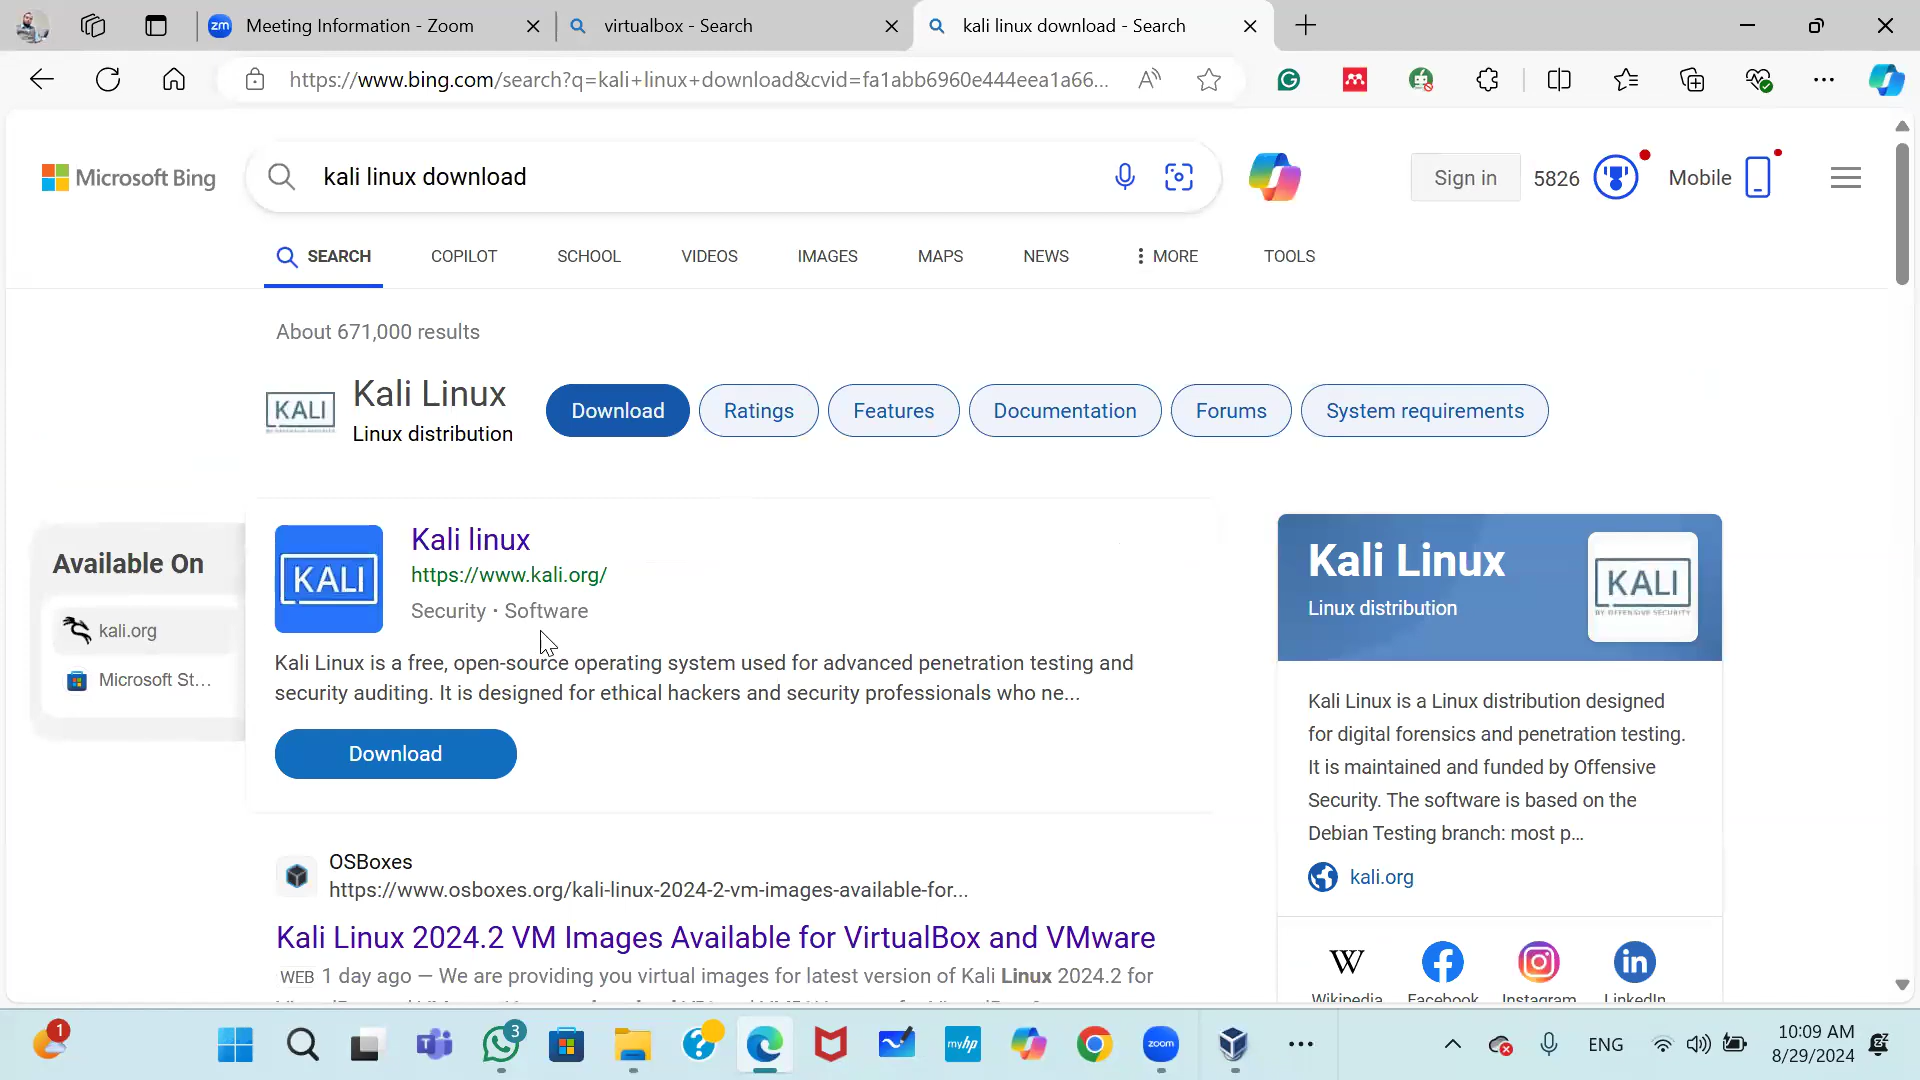 zm Meeting Information - Zoom
virtualbox - Search
kali linux download - Search
https://www.bing.com/search?q=kali+linux+download&cvid=fa1abb6960e444eea1a66...
Microsoft Bing
kali linux download
Sign in
5826
Mobile
SEARCH
COPILOT
SCHOOL
VIDEOS
IMAGES
MAPS
NEWS
MORE
TOOLS
About 671,000 results
KALI
Kali Linux
Linux distribution
Download
Ratings
Features
Documentation
Forums
System requirements
Available On
kali.org
Microsoft St...
KALI
Kali linux
https://www.kali.org/
Security · Software
Kali Linux is a free, open-source operating system used for advanced penetration testing and
security auditing. It is designed for ethical hackers and security professionals who ne...
Download
OSBoxes
https://www.osboxes.org/kali-linux-2024-2-vm-images-available-for...
Kali Linux 2024.2 VM Images Available for VirtualBox and VMware
WEB 1 day ago — We are providing you virtual images for latest version of Kali Linux 2024.2 for
Kali Linux
Linux distribution
KALI
BY OFFENSIVE SECURITY
Kali Linux is a Linux distribution designed
for digital forensics and penetration testing.
It is maintained and funded by Offensive
Security. The software is based on the
Debian Testing branch: most p...
kali.org
W
in
Wikipedia
Facebook
Instagram
LinkedIn
1
3
myhp
zoom
ENG
10:09 AM
8/29/2024